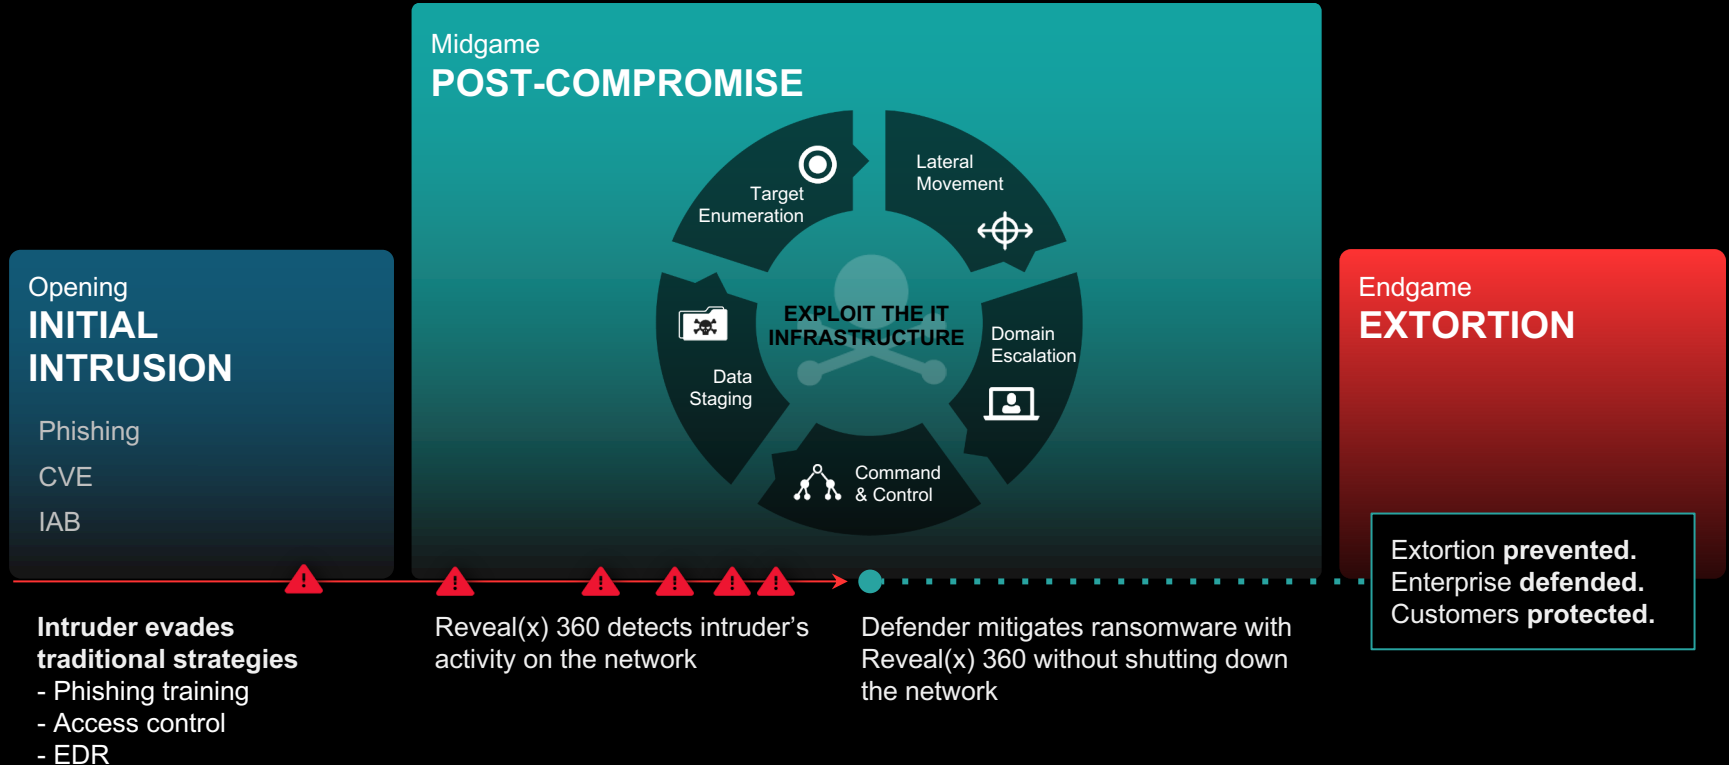 Midgame
POST-COMPROMISE
Target
Enumeration
Lateral
Movement
Domain
Escalation
Command
& Control
Data
Staging
EXPLOIT THE IT
INFRASTRUCTURE
Opening
INITIAL
INTRUSION
Phishing
CVE
IAB
Endgame
EXTORTION
Extortion prevented.
Enterprise defended.
Customers protected.
Intruder evades
traditional strategies
- Phishing training
- Access control
- EDR
Reveal(x) 360 detects intruder’s
activity on the network
Defender mitigates ransomware with
Reveal(x) 360 without shutting down
the network